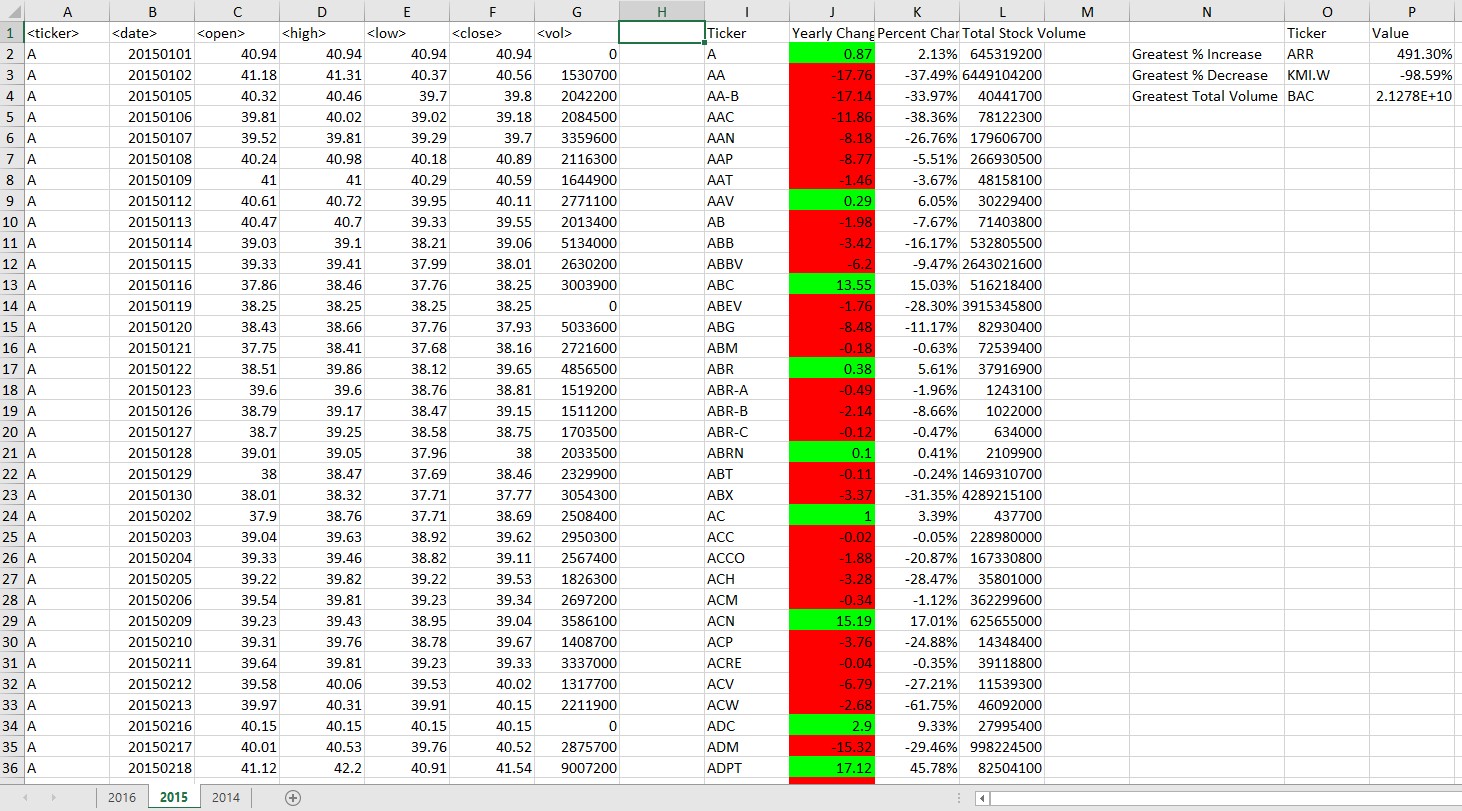 A B C D E F G H I J K L M N O P
1 <ticker> <date> <open> <high> <low> <close> <vol> Ticker Yearly Chang Percent Char Total Stock Volume Ticker Value
2 A 20150101 40.94 40.94 40.94 40.94 0 A 0.87 2.13% 645319200 Greatest % Increase ARR 491.30%
3 A 20150102 41.18 41.31 40.37 40.56 1530700 AA -17.76 -37.49% 6449104200 Greatest % Decrease KMI.W -98.59%
4 A 20150105 40.32 40.46 39.7 39.8 2042200 AA-B -17.14 -33.97% 40441700 Greatest Total Volume BAC 2.1278E+10
5 A 20150106 39.81 40.02 39.02 39.18 2084500 AAC -11.86 -38.36% 78122300
6 A 20150107 39.52 39.81 39.29 39.7 3359600 AAN -8.18 -26.76% 179606700
7 A 20150108 40.24 40.98 40.18 40.89 2116300 AAP -8.77 -5.51% 266930500
8 A 20150109 41 41 40.29 40.59 1644900 AAT -1.46 -3.67% 48158100
9 A 20150112 40.61 40.72 39.95 40.11 2771100 AAV 0.29 6.05% 30229400
10 A 20150113 40.47 40.7 39.33 39.55 2013400 AB -1.98 -7.67% 71403800
11 A 20150114 39.03 39.1 38.21 39.06 5134000 ABB -3.42 -16.17% 532805500
12 A 20150115 39.33 39.41 37.99 38.01 2630200 ABBV -6.2 -9.47% 2643021600
13 A 20150116 37.86 38.46 37.76 38.25 3003900 ABC 13.55 15.03% 516218400
14 A 20150119 38.25 38.25 38.25 38.25 0 ABEV -1.76 -28.30% 3915345800
15 A 20150120 38.43 38.66 37.76 37.93 5033600 ABG -8.48 -11.17% 82930400
16 A 20150121 37.75 38.41 37.68 38.16 2721600 ABM -0.18 -0.63% 72539400
17 A 20150122 38.51 39.86 38.12 39.65 4856500 ABR 0.38 5.61% 37916900
18 A 20150123 39.6 39.6 38.76 38.81 1519200 ABR-A -0.49 -1.96% 1243100
19 A 20150126 38.79 39.17 38.47 39.15 1511200 ABR-B -2.14 -8.66% 1022000
20 A 20150127 38.7 39.25 38.58 38.75 1703500 ABR-C -0.12 -0.47% 634000
21 A 20150128 39.01 39.05 37.96 38 2033500 ABRN 0.1 0.41% 2109900
22 A 20150129 38 38.47 37.69 38.46 2329900 ABT -0.11 -0.24% 1469310700
23 A 20150130 38.01 38.32 37.71 37.77 3054300 ABX -3.37 -31.35% 4289215100
24 A 20150202 37.9 38.76 37.71 38.69 2508400 AC 1 3.39% 437700
25 A 20150203 39.04 39.63 38.92 39.62 2950300 ACC -0.02 -0.05% 228980000
26 A 20150204 39.33 39.46 38.82 39.11 2567400 ACCO -1.88 -20.87% 167330800
27 A 20150205 39.22 39.82 39.22 39.53 1826300 ACH -3.28 -28.47% 35801000
28 A 20150206 39.54 39.81 39.23 39.34 2697200 ACM -0.34 -1.12% 362299600
29 A 20150209 39.23 39.43 38.95 39.04 3586100 ACN 15.19 17.01% 625655000
30 A 20150210 39.31 39.76 38.78 39.67 1408700 ACP -3.76 -24.88% 14348400
31 A 20150211 39.64 39.81 39.23 39.33 3337000 ACRE -0.04 -0.35% 39118800
32 A 20150212 39.58 40.06 39.53 40.02 1317700 ACV -6.79 -27.21% 11539300
33 A 20150213 39.97 40.31 39.91 40.15 2211900 ACW -2.68 -61.75% 46092000
34 A 20150216 40.15 40.15 40.15 40.15 0 ADC 2.9 9.33% 27995400
35 A 20150217 40.01 40.53 39.76 40.52 2875700 ADM -15.32 -29.46% 998224500
36 A 20150218 41.12 42.2 40.91 41.54 9007200 ADPT 17.12 45.78% 82504100
2016 2015 2014